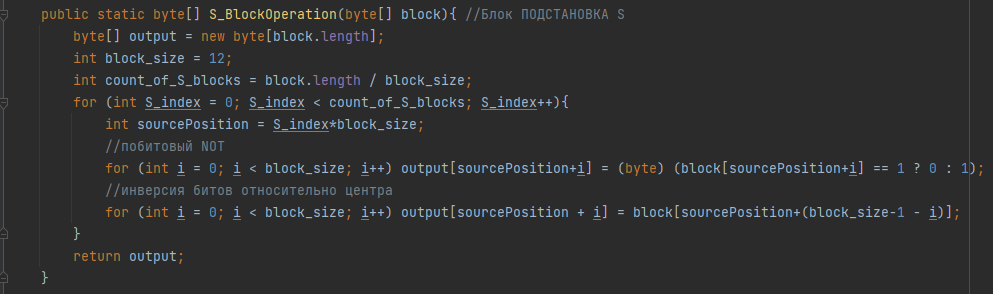 public static byte[] S_BlockOperation(byte[] block){ //Блок ПОДСТАНОВКА S
byte[] output = new byte[block.length];
int block_size = 12;
int count_of_S_blocks = block.length / block_size;
for (int S_index = 0; S_index < count_of_S_blocks; S_index++){
int sourcePosition = S_index*block_size;
//побитовый NOT
for (int i = 0; i < block_size; i++) output[sourcePosition+i] = (byte) (block[sourcePosition+i] == 1 ? 0 : 1);
//инверсия битов относительно центра
for (int i = 0; i < block_size; i++) output[sourcePosition + i] = block[sourcePosition+(block_size-1 - i)];
}
return output;
}